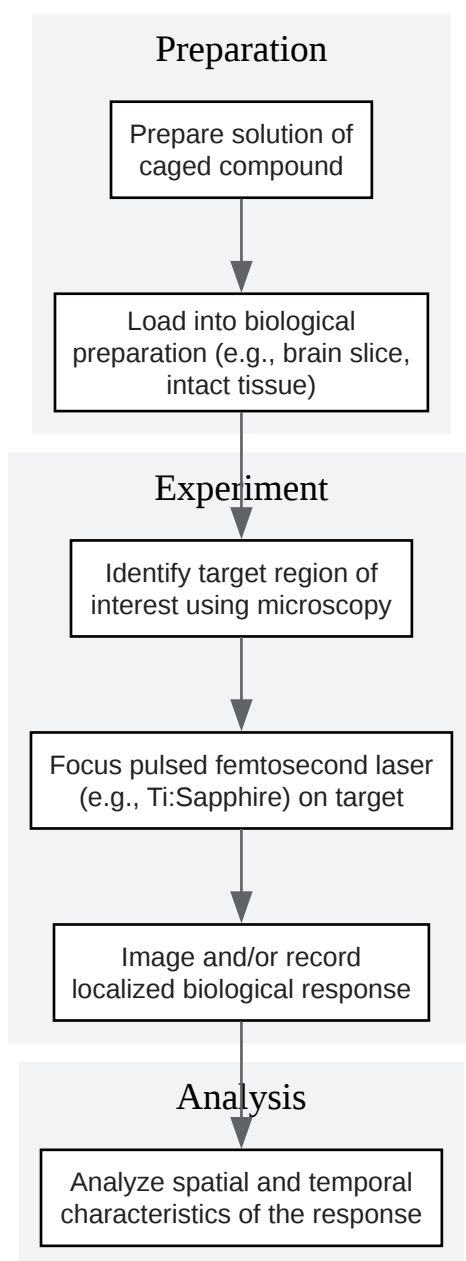 Preparation
Prepare solution of
caged compound
Load into biological
preparation (e.g., brain slice,
intact tissue)
Experiment
Identify target region of
interest using microscopy
Focus pulsed femtosecond laser
(e.g., Ti:Sapphire) on target
Image and/or record
localized biological response
Analysis
Analyze spatial and temporal
characteristics of the response